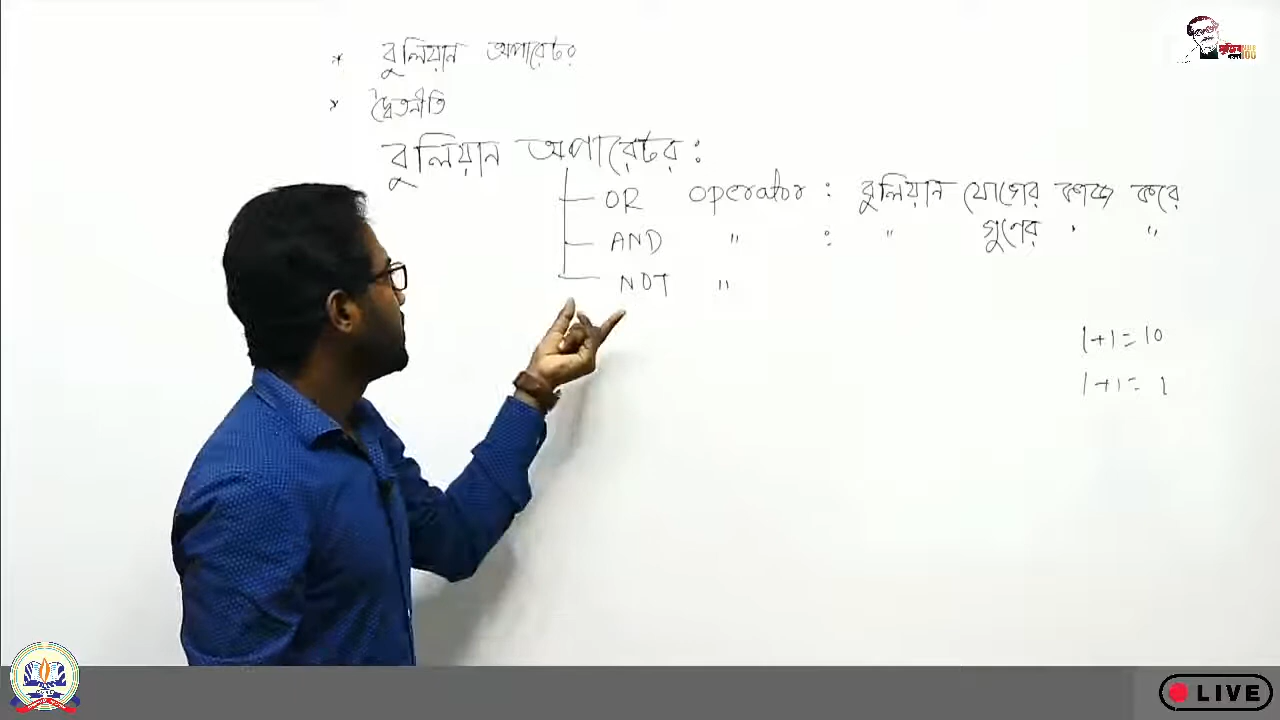 * বুলিয়ান অপারেটর
* দ্বৈতনীতি
বুলিয়ান অপারেটর :
OR operator : বুলিয়ান যোগের কাজ করে
AND " : " গুণের " "
NOT "
1+1=10
1+1=1
LIVE